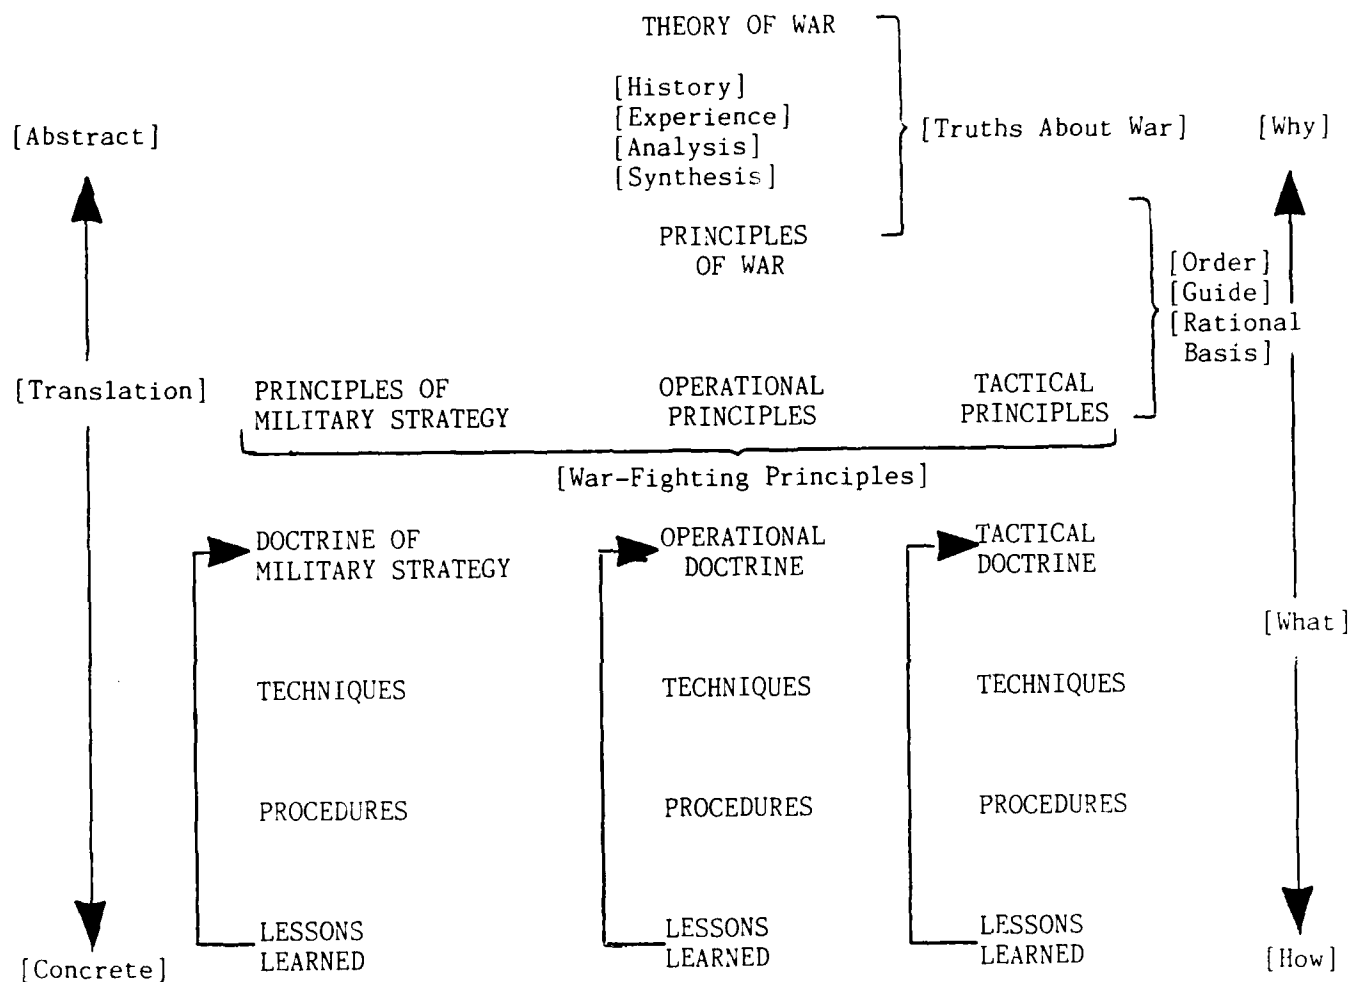 THEORY OF WAR
[History]
[Experience]
[Abstract] [Analysis] [Truths About War] [Why]
[Synthesis]
PRINCIPLES
OF WAR
[Order]
[Guide]
[Rational
Basis]
[Translation] PRINCIPLES OF OPERATIONAL TACTICAL
MILITARY STRATEGY PRINCIPLES PRINCIPLES
[War-Fighting Principles]
DOCTRINE OF OPERATIONAL TACTICAL
MILITARY STRATEGY DOCTRINE DOCTRINE
[What]
TECHNIQUES TECHNIQUES TECHNIQUES
PROCEDURES PROCEDURES PROCEDURES
LESSONS LESSONS LESSONS
LEARNED LEARNED LEARNED
[Concrete] [How]